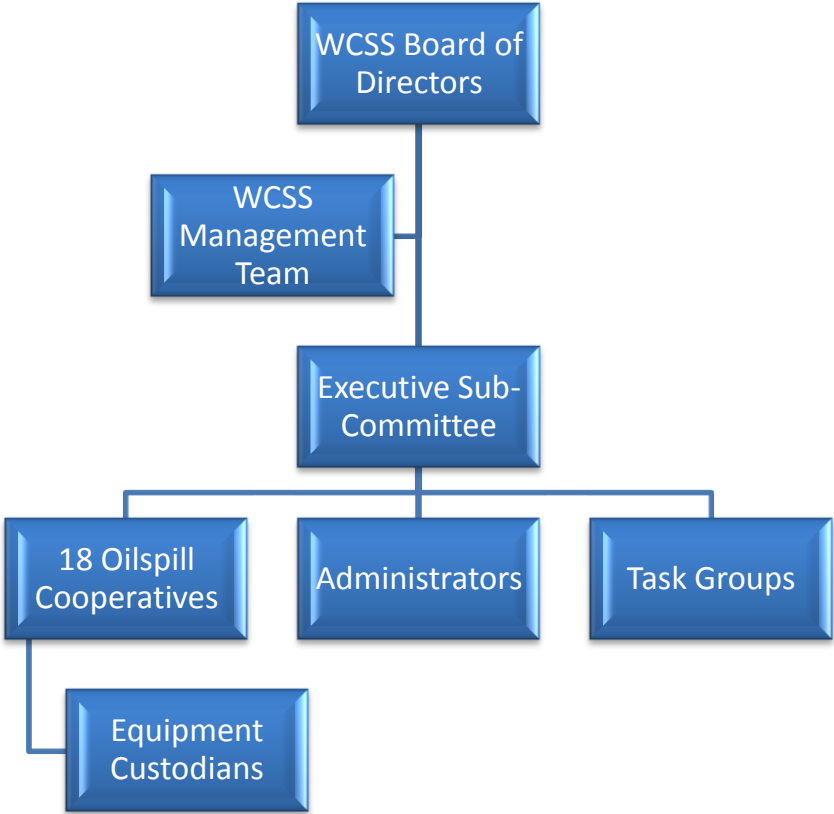 WCSS Board of
Directors
WCSS
Management
Team
Executive Sub-
Committee
18 Oilspill
Cooperatives
Administrators
Task Groups
Equipment
Custodians